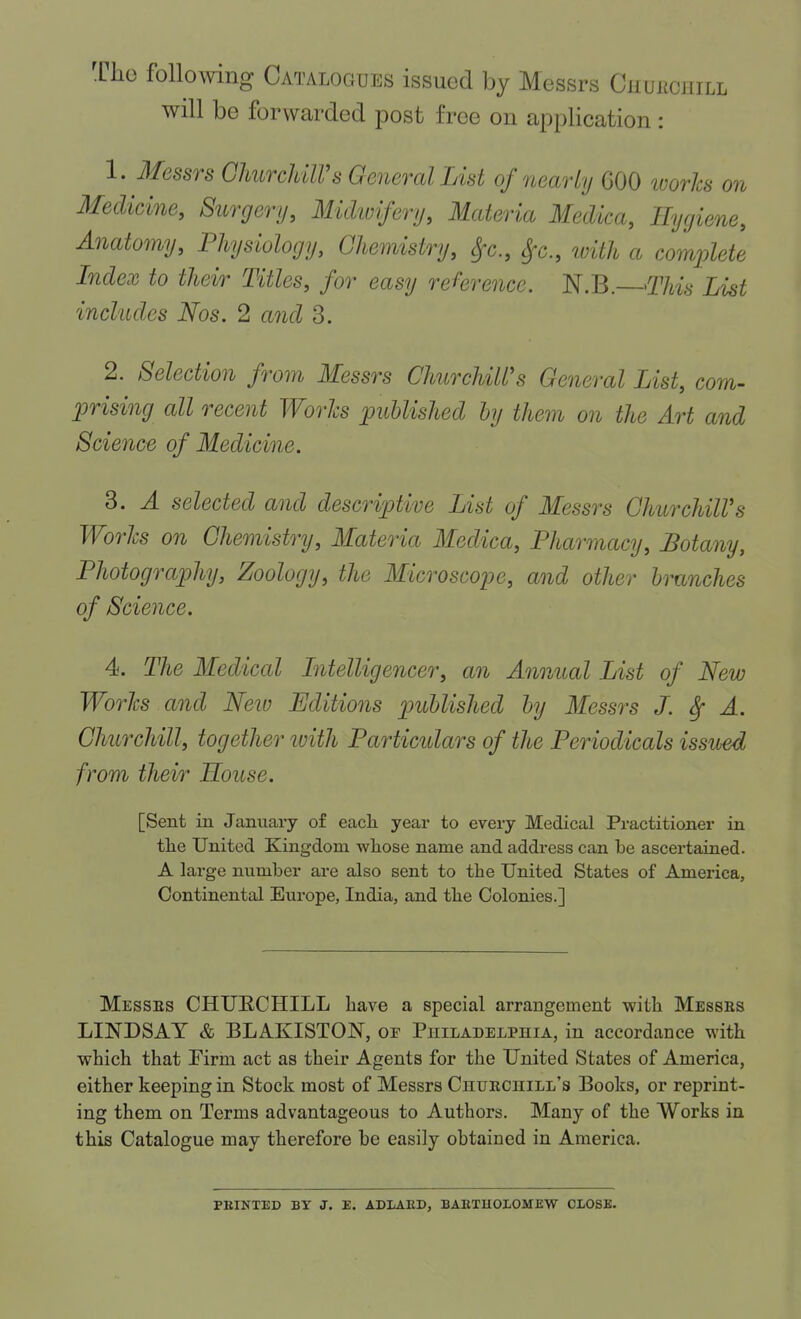 The following Catalogues issued by Messrs Churchill
will be forwarded post free on application :
1. Messrs Churchill's General List of nearly 600 works on
Medicine, Surgery, Midwifery, Materia Medica, Hygiene,
Anatomy, Physiology, Chemistry, &c., &c., with a complete
Index to their Titles, for easy reference. N.B.—This List
includes Nos. 2 and 3.
2. Selection from Messrs Churchill's General List, com-
prising all recent Works published by them on the Art and
Science of Medicine.
3. A selected and descriptive List of Messrs Churchill's
Works on Chemistry, Materia Medica, Pharmacy, Botany,
Photography, Zoology, the Microscope, and other branches
of Science.
4. The Medical Intelligencer, an Annual List of New
Works and New Editions published by Messrs J. & A.
Churchill, together with Particulars of the Periodicals issued
from their House.
[Sent in January of each year to every Medical Practitioner in
the United Kingdom whose name and address can be ascertained.
A large number are also sent to the United States of America,
Continental Europe, India, and the Colonies.]
Messrs CHURCHILL have a special arrangement with Messrs
LINDSAY & BLAKISTON, of Philadelphia, in accordance with
which that Firm act as their Agents for the United States of America,
either keeping in Stock most of Messrs Churchill's Books, or reprint-
ing them on Terms advantageous to Authors. Many of the Works in
this Catalogue may therefore be easily obtained in America.
PRINTED BY J. E. ADLARD, BARTHOLOMEW CLOSE.